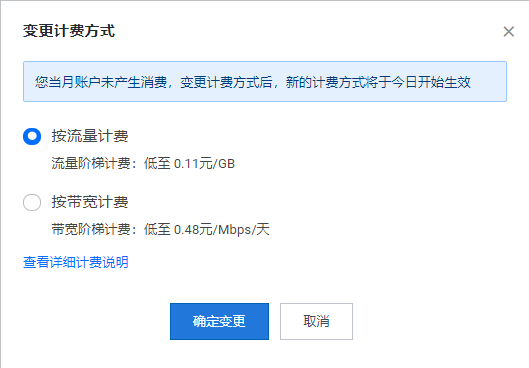 变更计费方式
您当月账户未产生消费，变更计费方式后，新的计费方式将于今日开始生效
按流量计费
流量阶梯计费：低至 0.11元/GB
按带宽计费
带宽阶梯计费：低至 0.48元/Mbps/天
查看详细计费说明
确定变更 取消